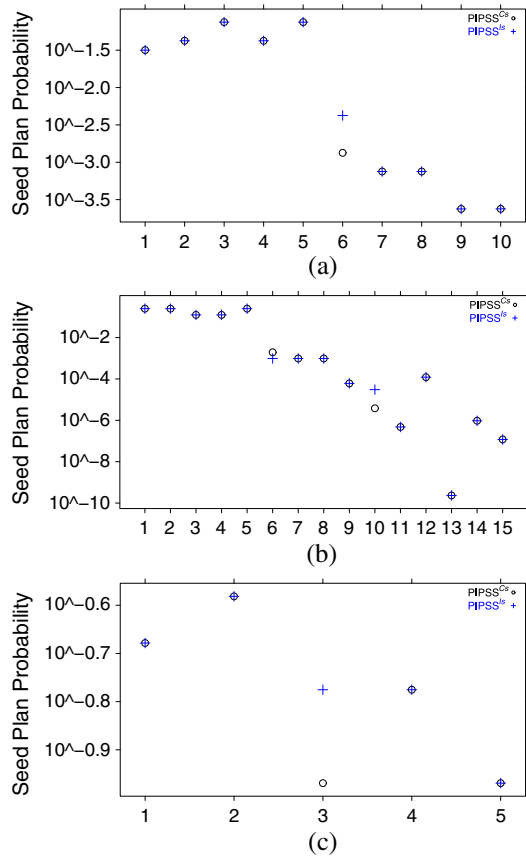 PIPSS^Cs
PIPSS^Is
Seed Plan Probability
10^−1.5
10^−2.0
10^−2.5
10^−3.0
10^−3.5
1 2 3 4 5 6 7 8 9 10
(a)
PIPSS^Cs
PIPSS^Is
Seed Plan Probability
10^−2
10^−4
10^−6
10^−8
10^−10
1 2 3 4 5 6 7 8 9 10 11 12 13 14 15
(b)
PIPSS^Cs
PIPSS^Is
Seed Plan Probability
10^−0.6
10^−0.7
10^−0.8
10^−0.9
1 2 3 4 5
(c)